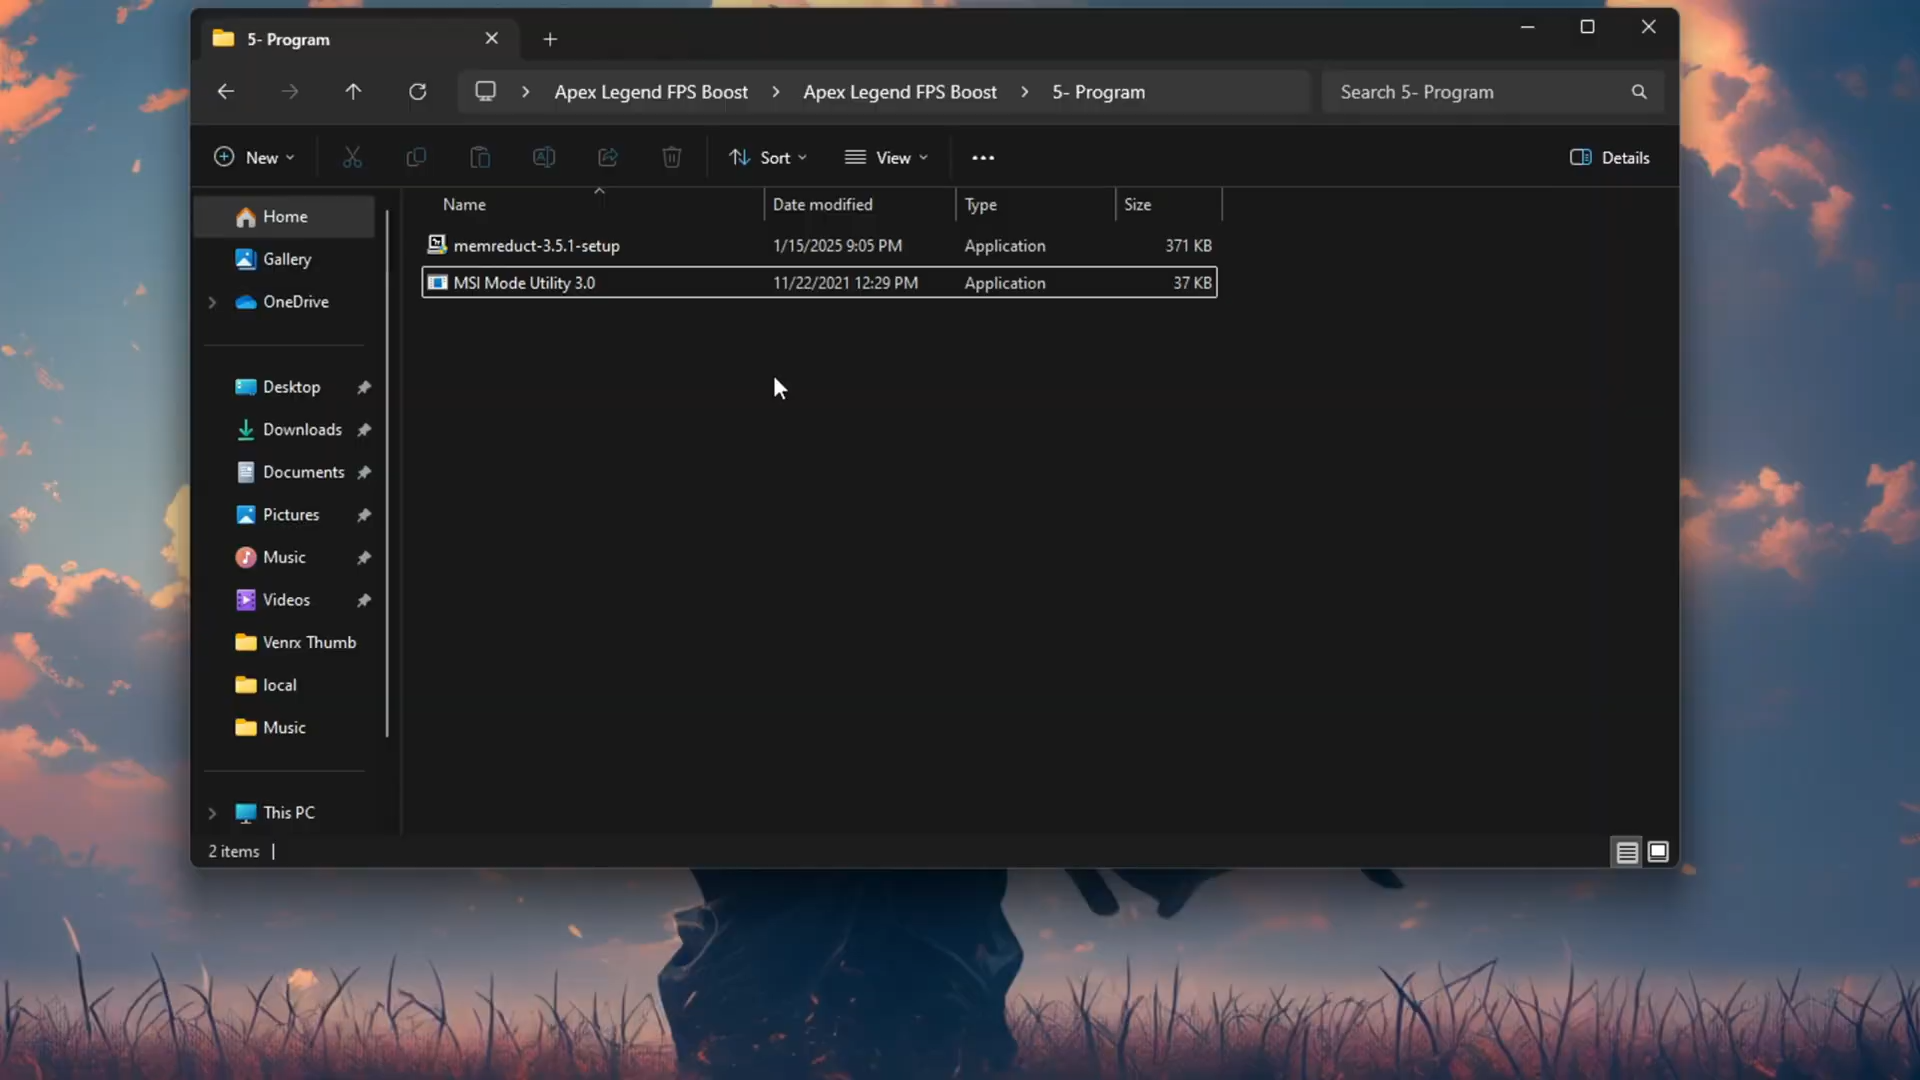 5- Program
Apex Legend FPS Boost > Apex Legend FPS Boost > 5- Program
Search 5- Program
New
Sort
View
Details
Name Date modified Type Size
memreduct-3.5.1-setup 1/15/2025 9:05 PM Application 371 KB
MSI Mode Utility 3.0 11/22/2021 12:29 PM Application 37 KB
Home
Gallery
OneDrive
Desktop
Downloads
Documents
Pictures
Music
Videos
Venrx Thumb
local
Music
This PC
2 items